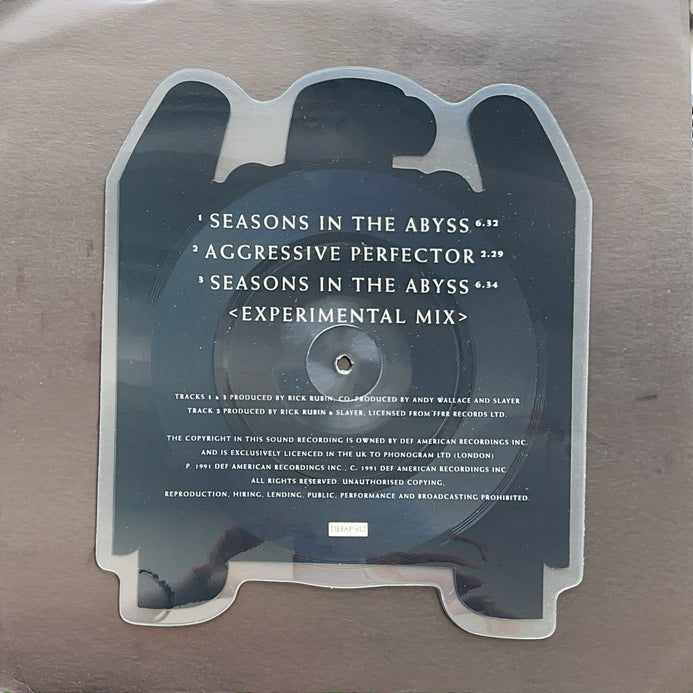 1 SEASONS IN THE ABYSS 6.32
2 AGGRESSIVE PERFECTOR 2.29
3 SEASONS IN THE ABYSS 6.34
<EXPERIMENTAL MIX>
TRACKS 1 & 3 PRODUCED BY RICK RUBIN, CO-PRODUCED BY ANDY WALLACE AND SLAYER
TRACK 2 PRODUCED BY RICK RUBIN & SLAYER, LICENSED FROM FFRR RECORDS LTD.
THE COPYRIGHT IN THIS SOUND RECORDING IS OWNED BY DEF AMERICAN RECORDINGS INC.
AND IS EXCLUSIVELY LICENCED IN THE UK TO PHONOGRAM LTD (LONDON)
P. 1991 DEF AMERICAN RECORDINGS INC., C. 1991 DEF AMERICAN RECORDINGS INC.
ALL RIGHTS RESERVED. UNAUTHORISED COPYING,
REPRODUCTION, HIRING, LENDING, PUBLIC, PERFORMANCE AND BROADCASTING PROHIBITED.
DEFAP 912